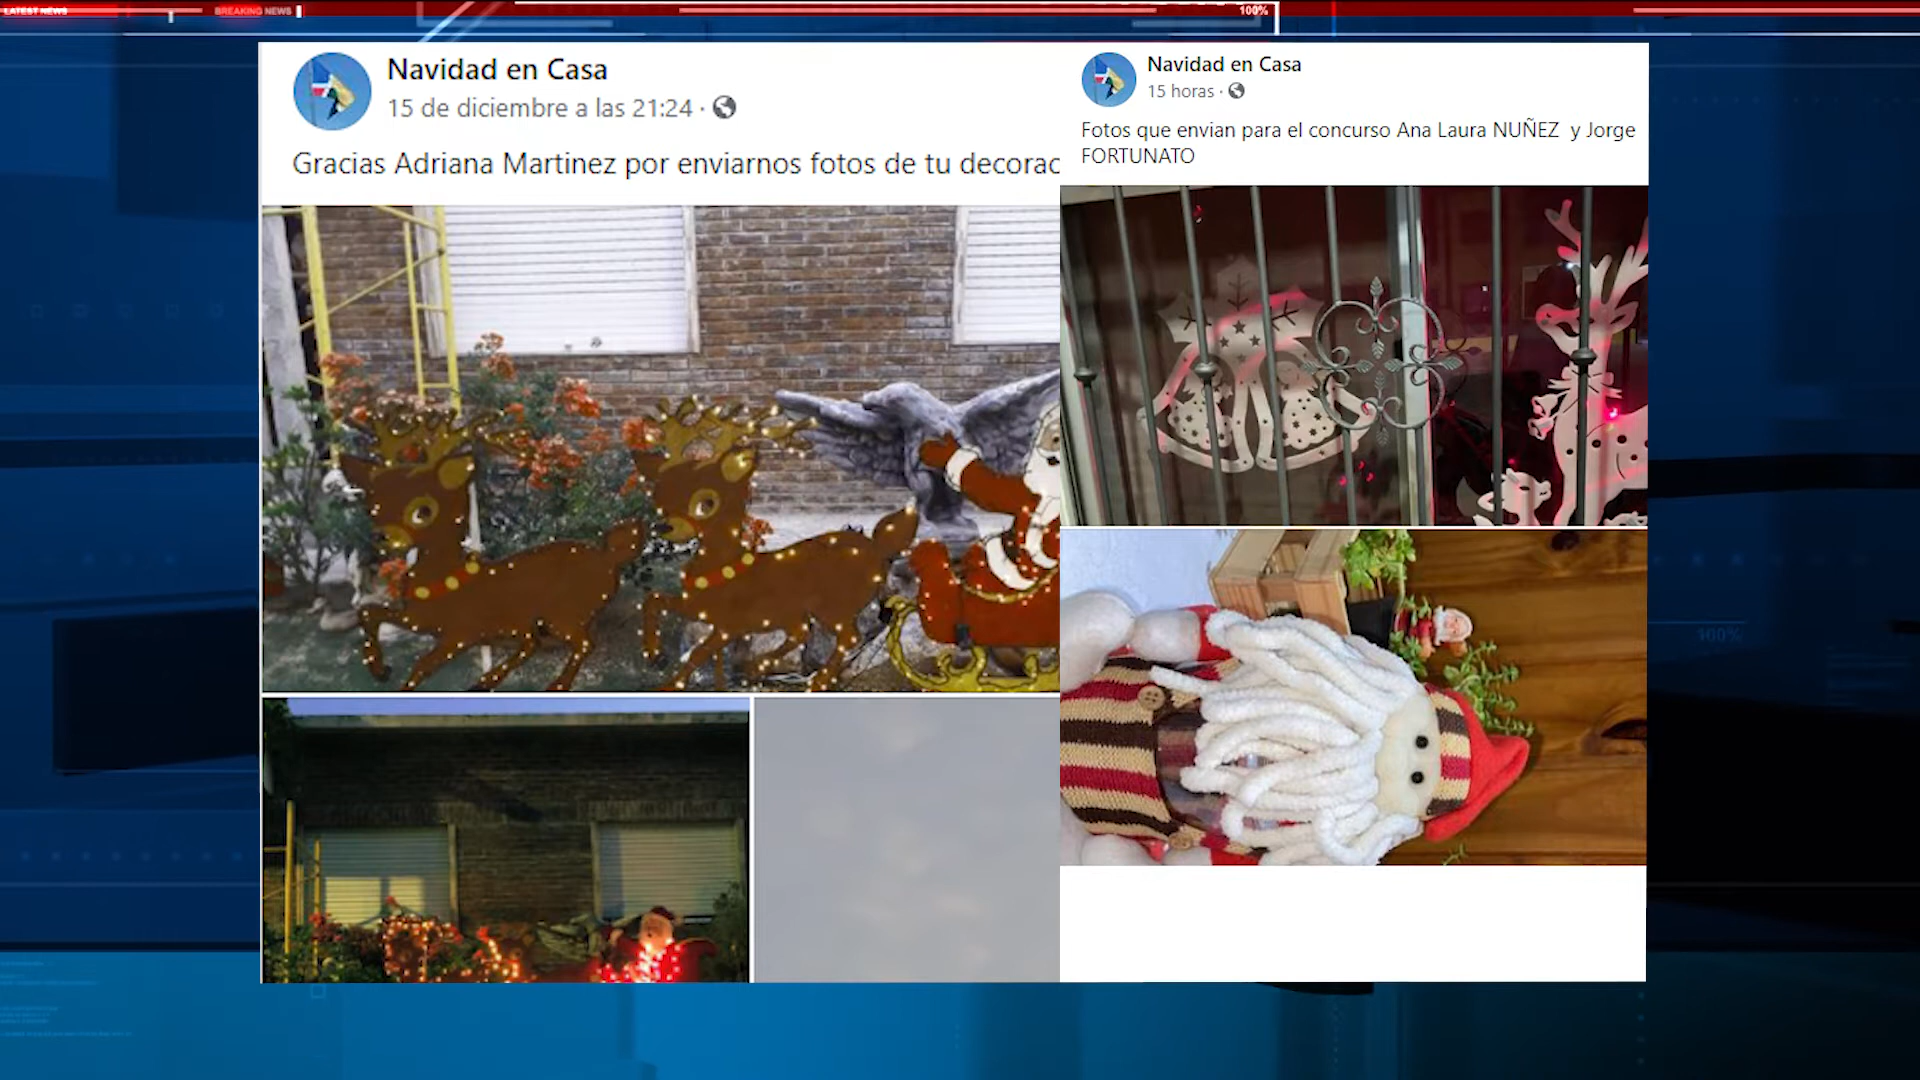 LATEST NEWS
BREAKING NEWS
100%
Navidad en Casa
15 de diciembre a las 21:24 ·
Gracias Adriana Martinez por enviarnos fotos de tu decorac
Navidad en Casa
15 horas ·
Fotos que envian para el concurso Ana Laura NUÑEZ y Jorge
FORTUNATO
100%